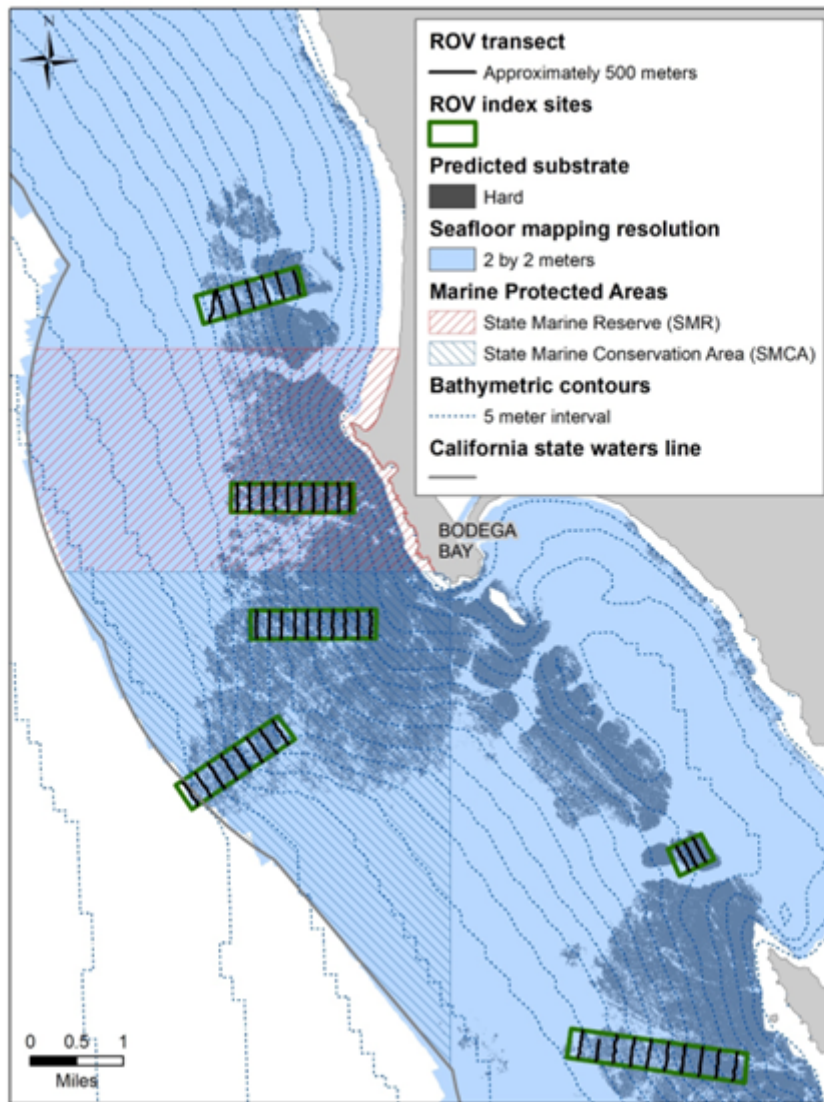 N
ROV transect
Approximately 500 meters
ROV index sites
Predicted substrate
Hard
Seafloor mapping resolution
2 by 2 meters
Marine Protected Areas
State Marine Reserve (SMR)
State Marine Conservation Area (SMCA)
Bathymetric contours
5 meter interval
California state waters line
BODEGA
BAY
0 0.5 1
Miles